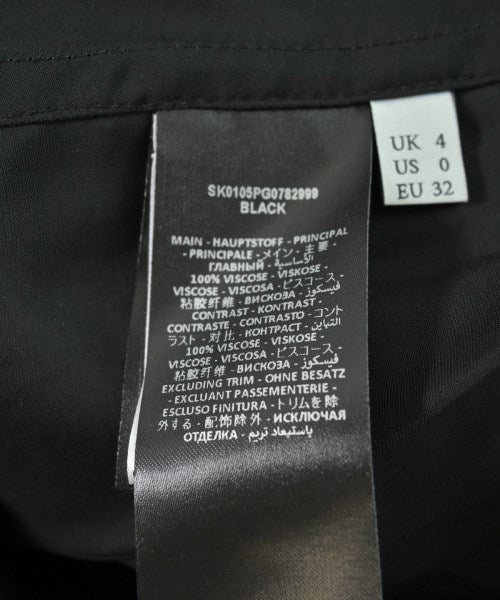 SK0105PG0782999
BLACK
MAIN - HAUPTSTOFF - PRINCIPAL
- PRINCIPALE - メイン - 主要 -
ГЛАВНЫЙ - الأساسية
100% VISCOSE - VISKOSE -
VISCOSE - VISCOSA - ビスコース -
粘胶纤维 - ВИСКОЗА - فيسكوز
CONTRAST - KONTRAST -
CONTRASTE - CONTRASTO - コント
ラスト - 对比 - КОНТРАСТ - التباين
100% VISCOSE - VISKOSE -
VISCOSE - VISCOSA - ビスコース -
粘胶纤维 - ВИСКОЗА - فيسكوز
EXCLUDING TRIM - OHNE BESATZ
- EXCLUANT PASSEMENTERIE -
ESCLUSO FINITURA - トリムを除
外する - 配饰除外 - ИСКЛЮЧАЯ
ОТДЕЛКА - باستبعاد تريم
UK 4
US 0
EU 32